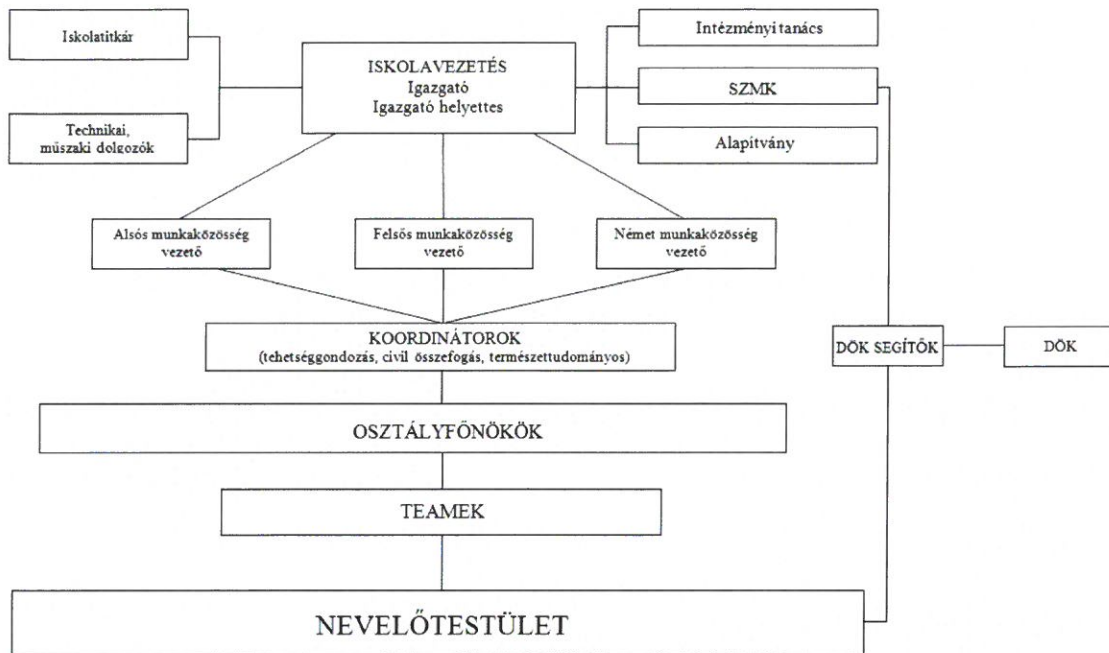 Iskolatitkár
Technikai,
műszaki dolgozók
ISKOLAVEZETÉS
Igazgató
Igazgató helyettes
Intézményi tanács
SZMK
Alapítvány
Alsós munkaközösség
vezető
Felsős munkaközösség
vezető
Német munkaközösség
vezető
KOORDINÁTOROK
(tehetséggondozás, civil összefogás, természettudományos)
DÖK SEGÍTŐK
DÖK
OSZTÁLYFŐNÖKÖK
TEAMEK
NEVELŐTESTÜLET